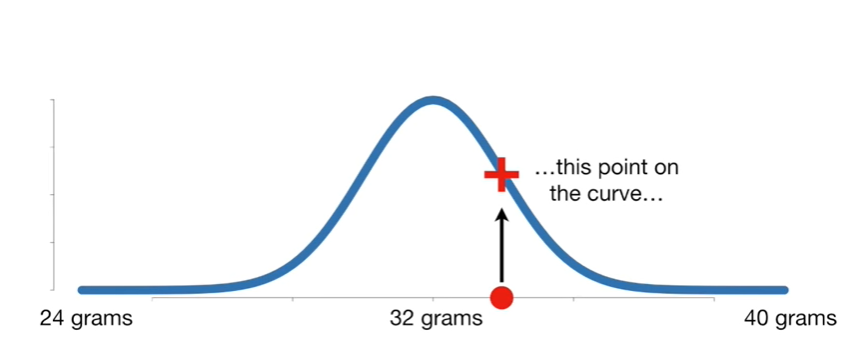 …this point on
the curve…
24 grams
32 grams
40 grams